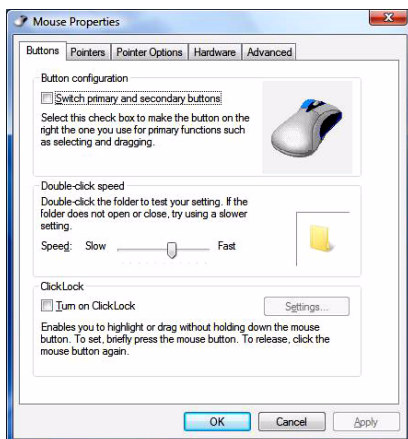 Mouse Properties
Buttons Pointers Pointer Options Hardware Advanced
Button configuration
Switch primary and secondary buttons
Select this check box to make the button on the
right the one you use for primary functions such
as selecting and dragging.
Double-click speed
Double-click the folder to test your setting. If the
folder does not open or close, try using a slower
setting.
Speed: Slow Fast
ClickLock
Turn on ClickLock
Settings...
Enables you to highlight or drag without holding down the mouse
button. To set, briefly press the mouse button. To release, click the
mouse button again.
OK Cancel Apply